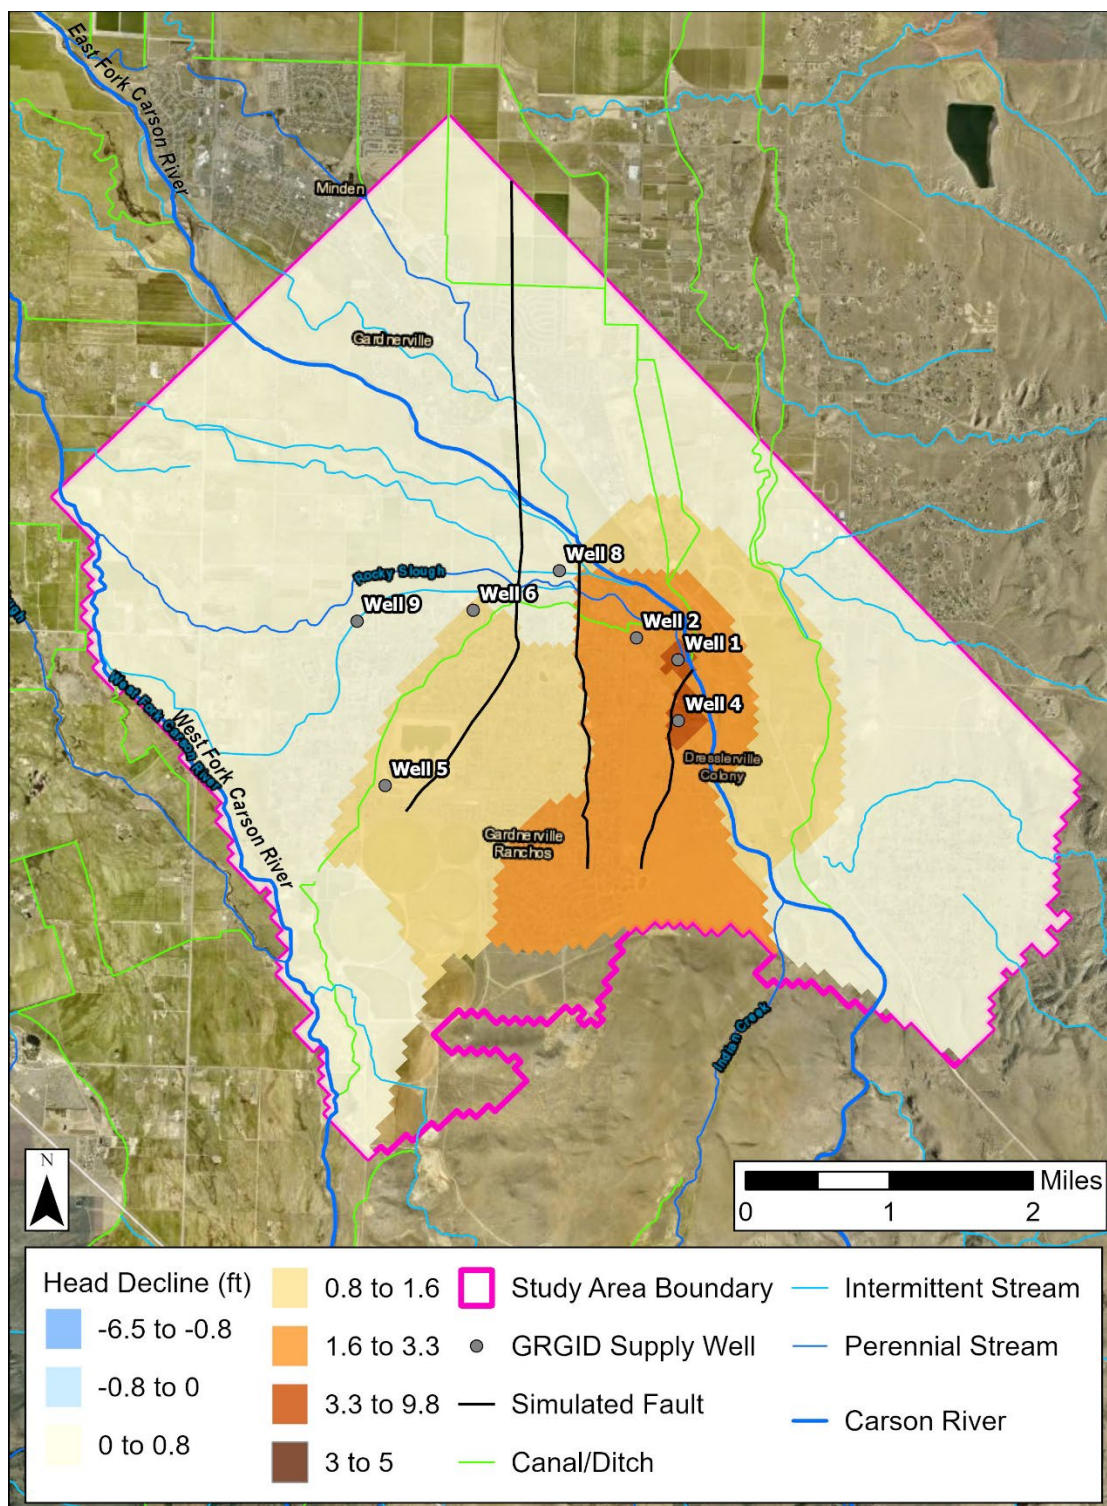 East Fork Carson River
Minden
Gardnerville
Well 8
Rocky Slough
Well 6
Well 9
Well 2
Well 1
ugh
Well 4
West Fork Carson River
West Fork Carson River
Dresslerville
Colony
Well 5
Gardnerville
Ranchos
Indian Creek
N
Miles
0 1 2
Head Decline (ft)
-6.5 to -0.8
-0.8 to 0
0 to 0.8
0.8 to 1.6
1.6 to 3.3
3.3 to 9.8
3 to 5
Study Area Boundary
GRGID Supply Well
Simulated Fault
Canal/Ditch
Intermittent Stream
Perennial Stream
Carson River